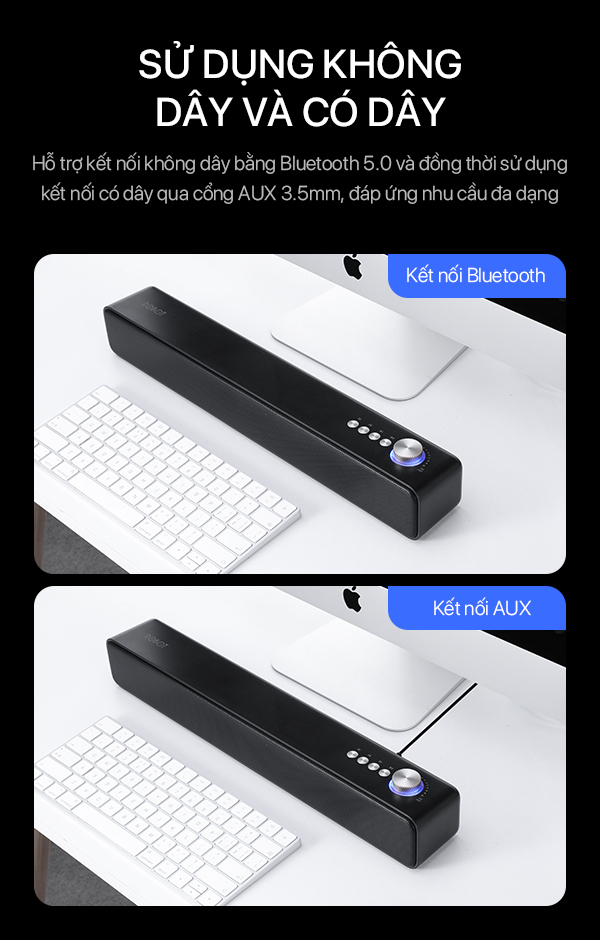 SỬ DỤNG KHÔNG
DÂY VÀ CÓ DÂY
Hỗ trợ kết nối không dây bằng Bluetooth 5.0 và đồng thời sử dụng
kết nối có dây qua cổng AUX 3.5mm, đáp ứng nhu cầu đa dạng
Kết nối Bluetooth
Kết nối AUX